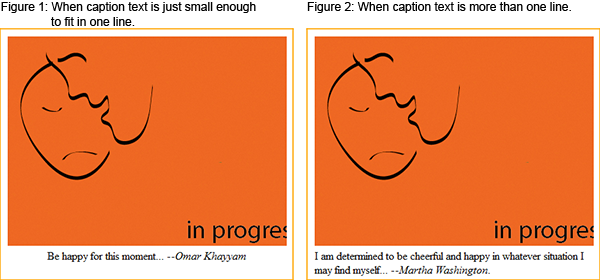 Figure 1: When caption text is just small enough
to fit in one line.
in progres
Be happy for this moment... --Omar Khayyam
Figure 2: When caption text is more than one line.
in progres
I am determined to be cheerful and happy in whatever situation I
may find myself... --Martha Washington.